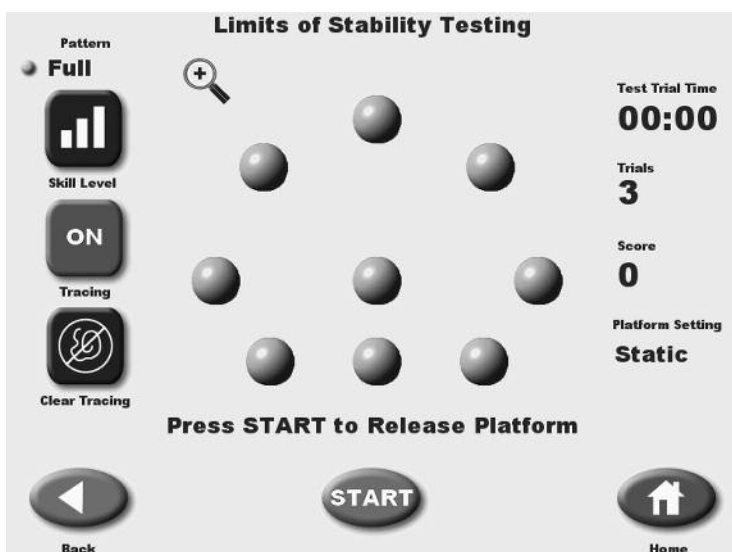 Limits of Stability Testing
Pattern
Full
Skill Level
ON
Tracing
Clear Tracing
Test Trial Time
00:00
Trials
3
Score
0
Platform Setting
Static
Press START to Release Platform
Back
START
Home